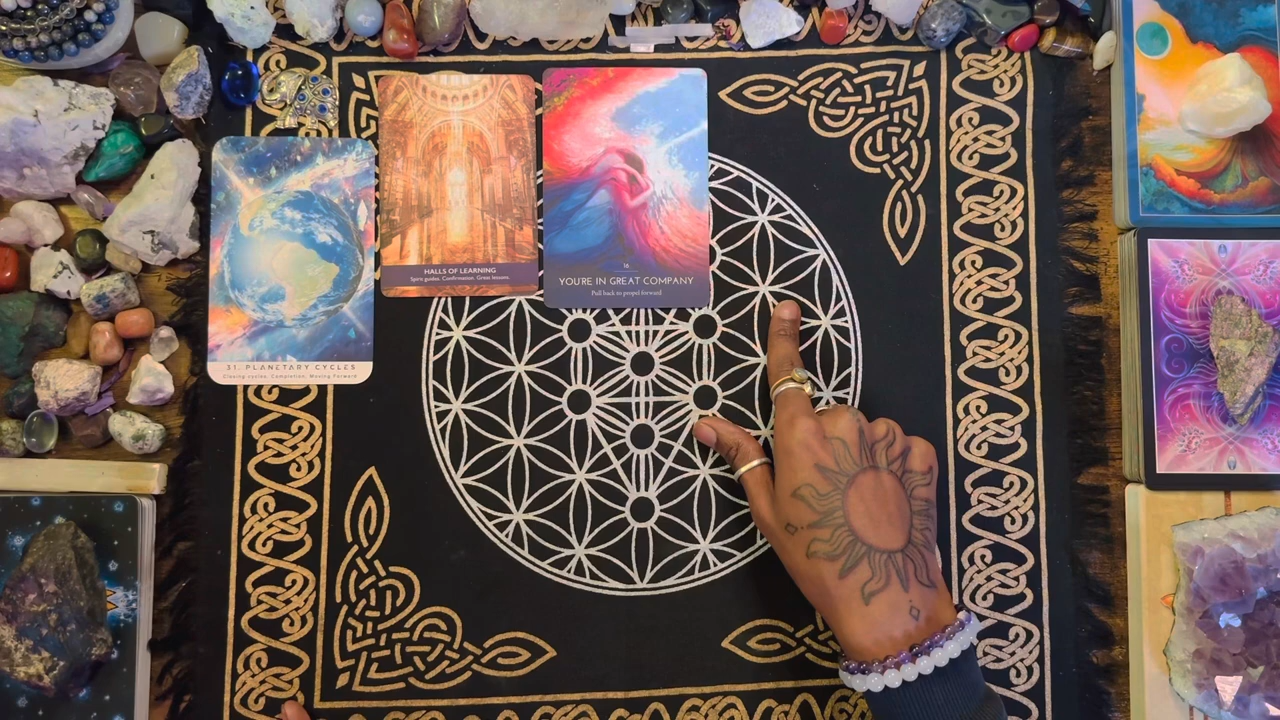 31. PLANETARY CYCLES
Closing cycles, Completion, Moving Forward
HALLS OF LEARNING
Spirit guides. Confirmation. Great lessons.
16
YOU'RE IN GREAT COMPANY
Pull back to propel forward